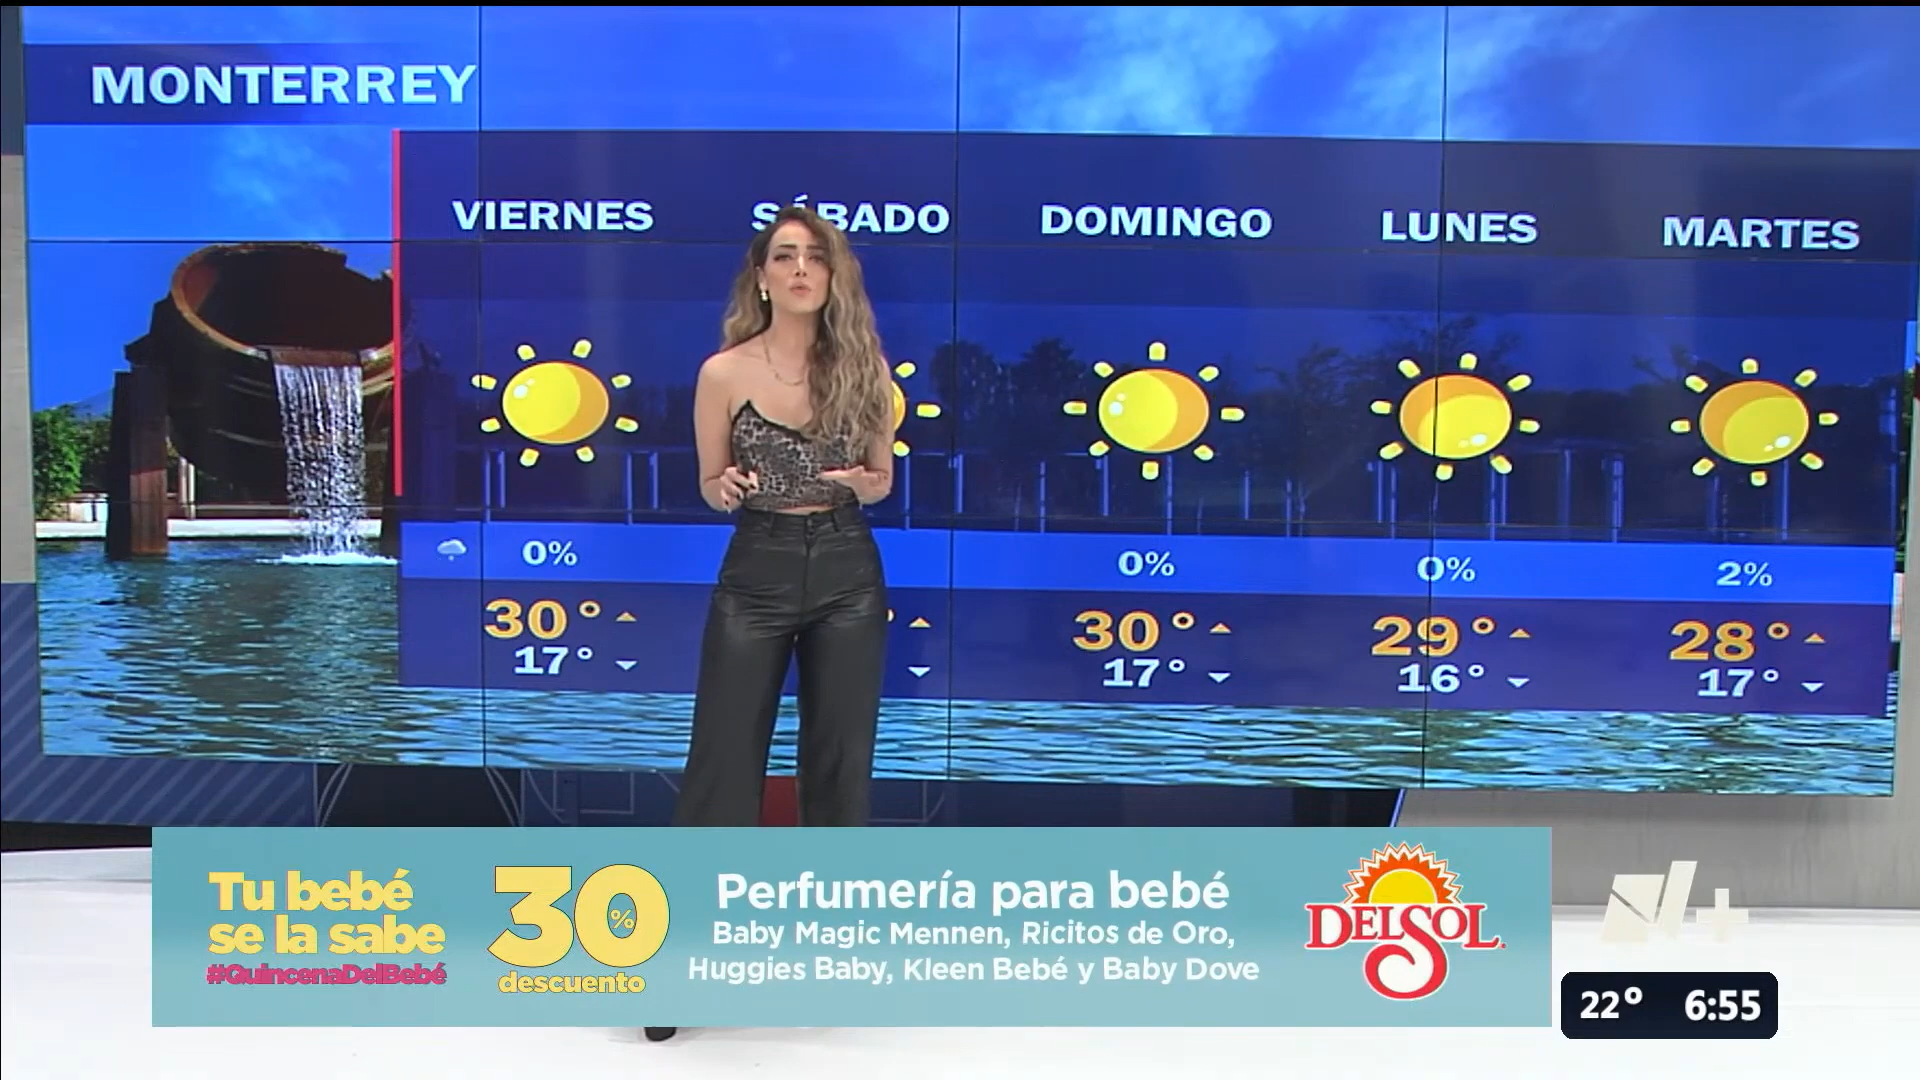 MONTERREY
VIERNES SÁBADO DOMINGO LUNES MARTES
0% 0% 0% 2%
30° 30° 29° 28°
17° 17° 16° 17°
Tu bebé
se la sabe
#QuincenaDelBebé
30%
descuento
Perfumería para bebé
Baby Magic Mennen, Ricitos de Oro,
Huggies Baby, Kleen Bebé y Baby Dove
DELSOL
N+
22° 6:55